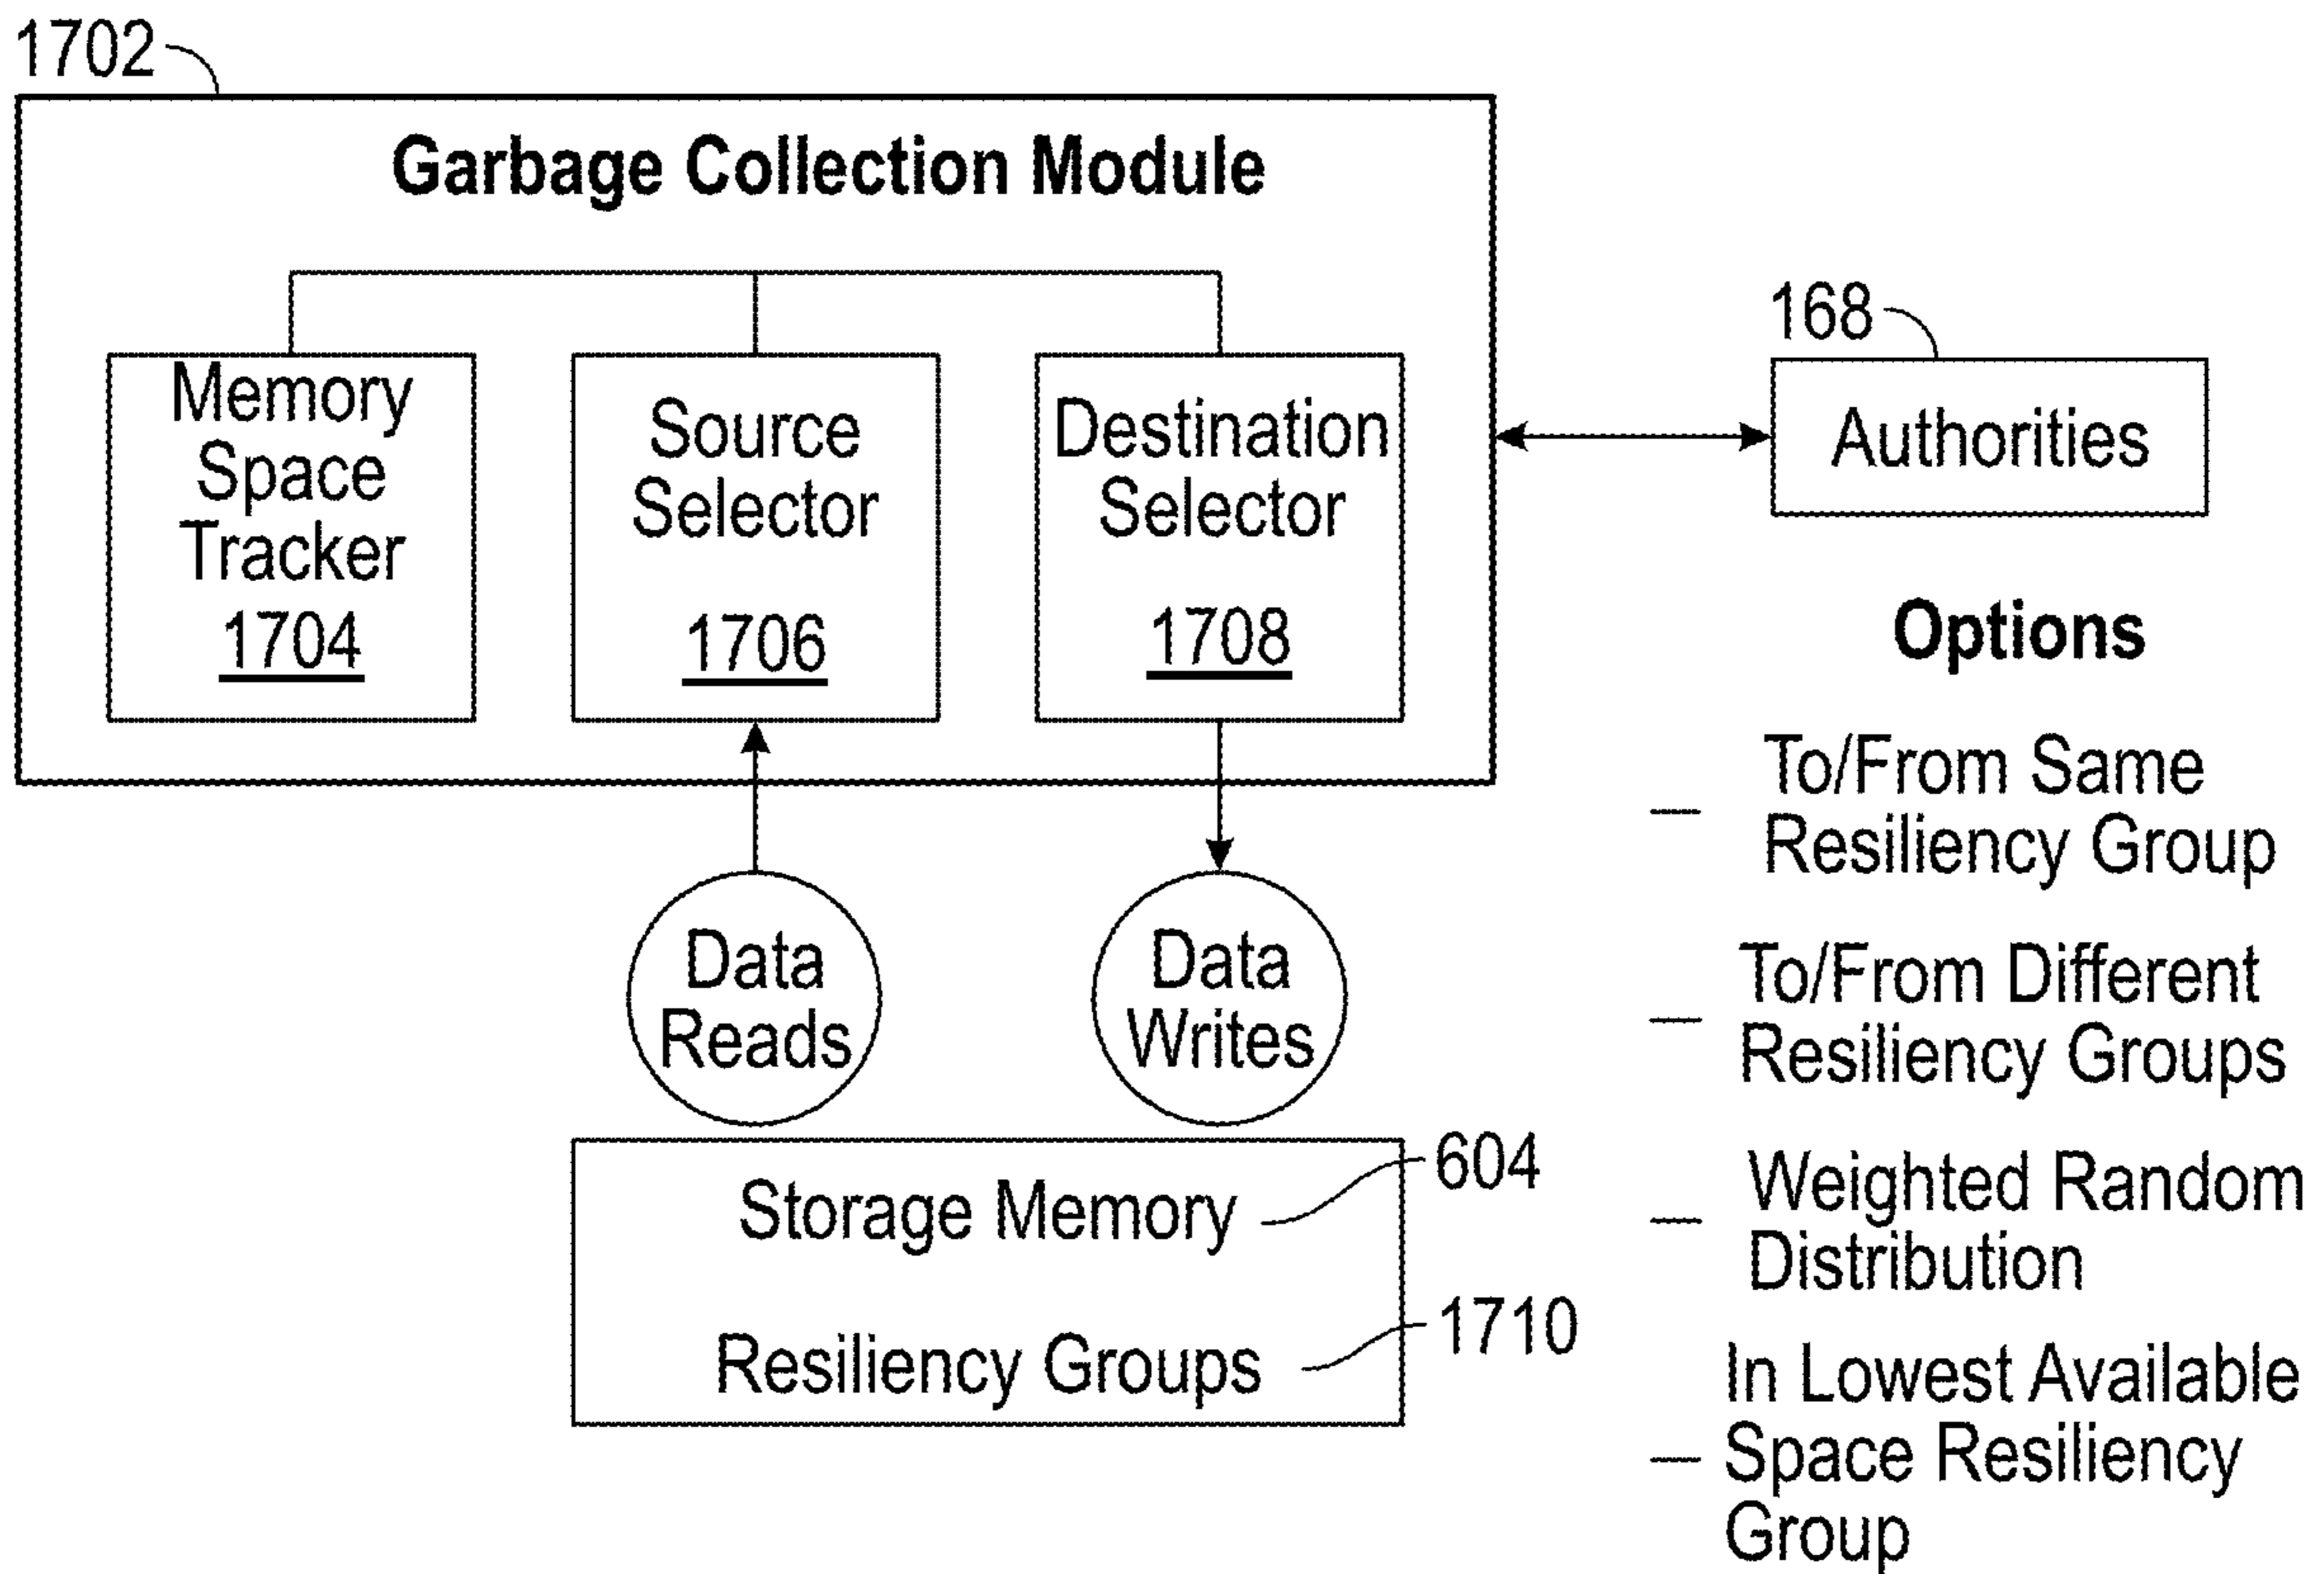 1702
Garbage Collection Module
Memory
Space
Tracker
1704
Source
Selector
1706
Destination
Selector
1708
168
Authorities
Data
Reads
Data
Writes
Storage Memory
604
Resiliency Groups
1710
Options
— To/From Same
Resiliency Group
— To/From Different
Resiliency Groups
— Weighted Random
Distribution
— In Lowest Available
Space Resiliency
Group